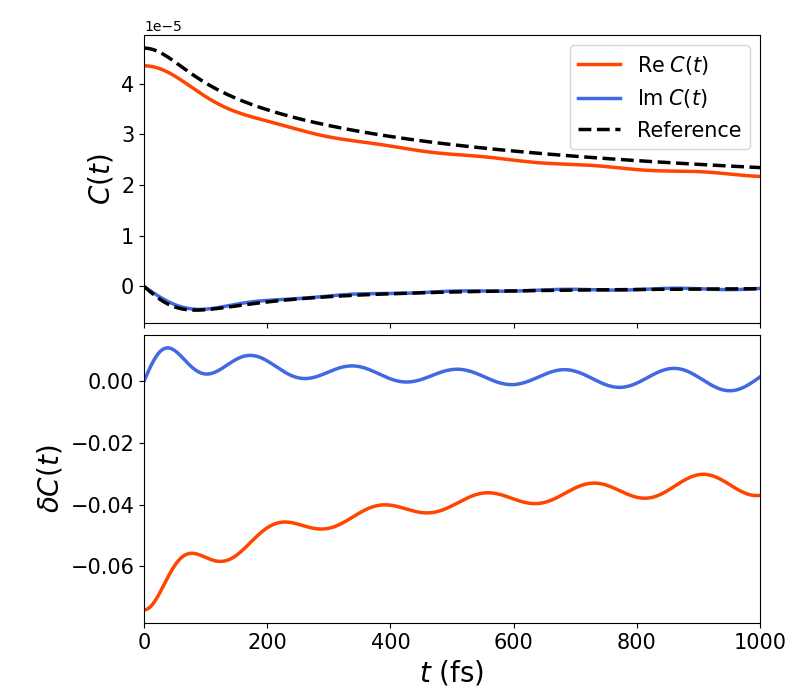 1e−5
4
3
2
1
0
C(t)
Re C(t)
Im C(t)
Reference
0.00
−0.02
−0.04
−0.06
δC(t)
0 200 400 600 800 1000
t (fs)